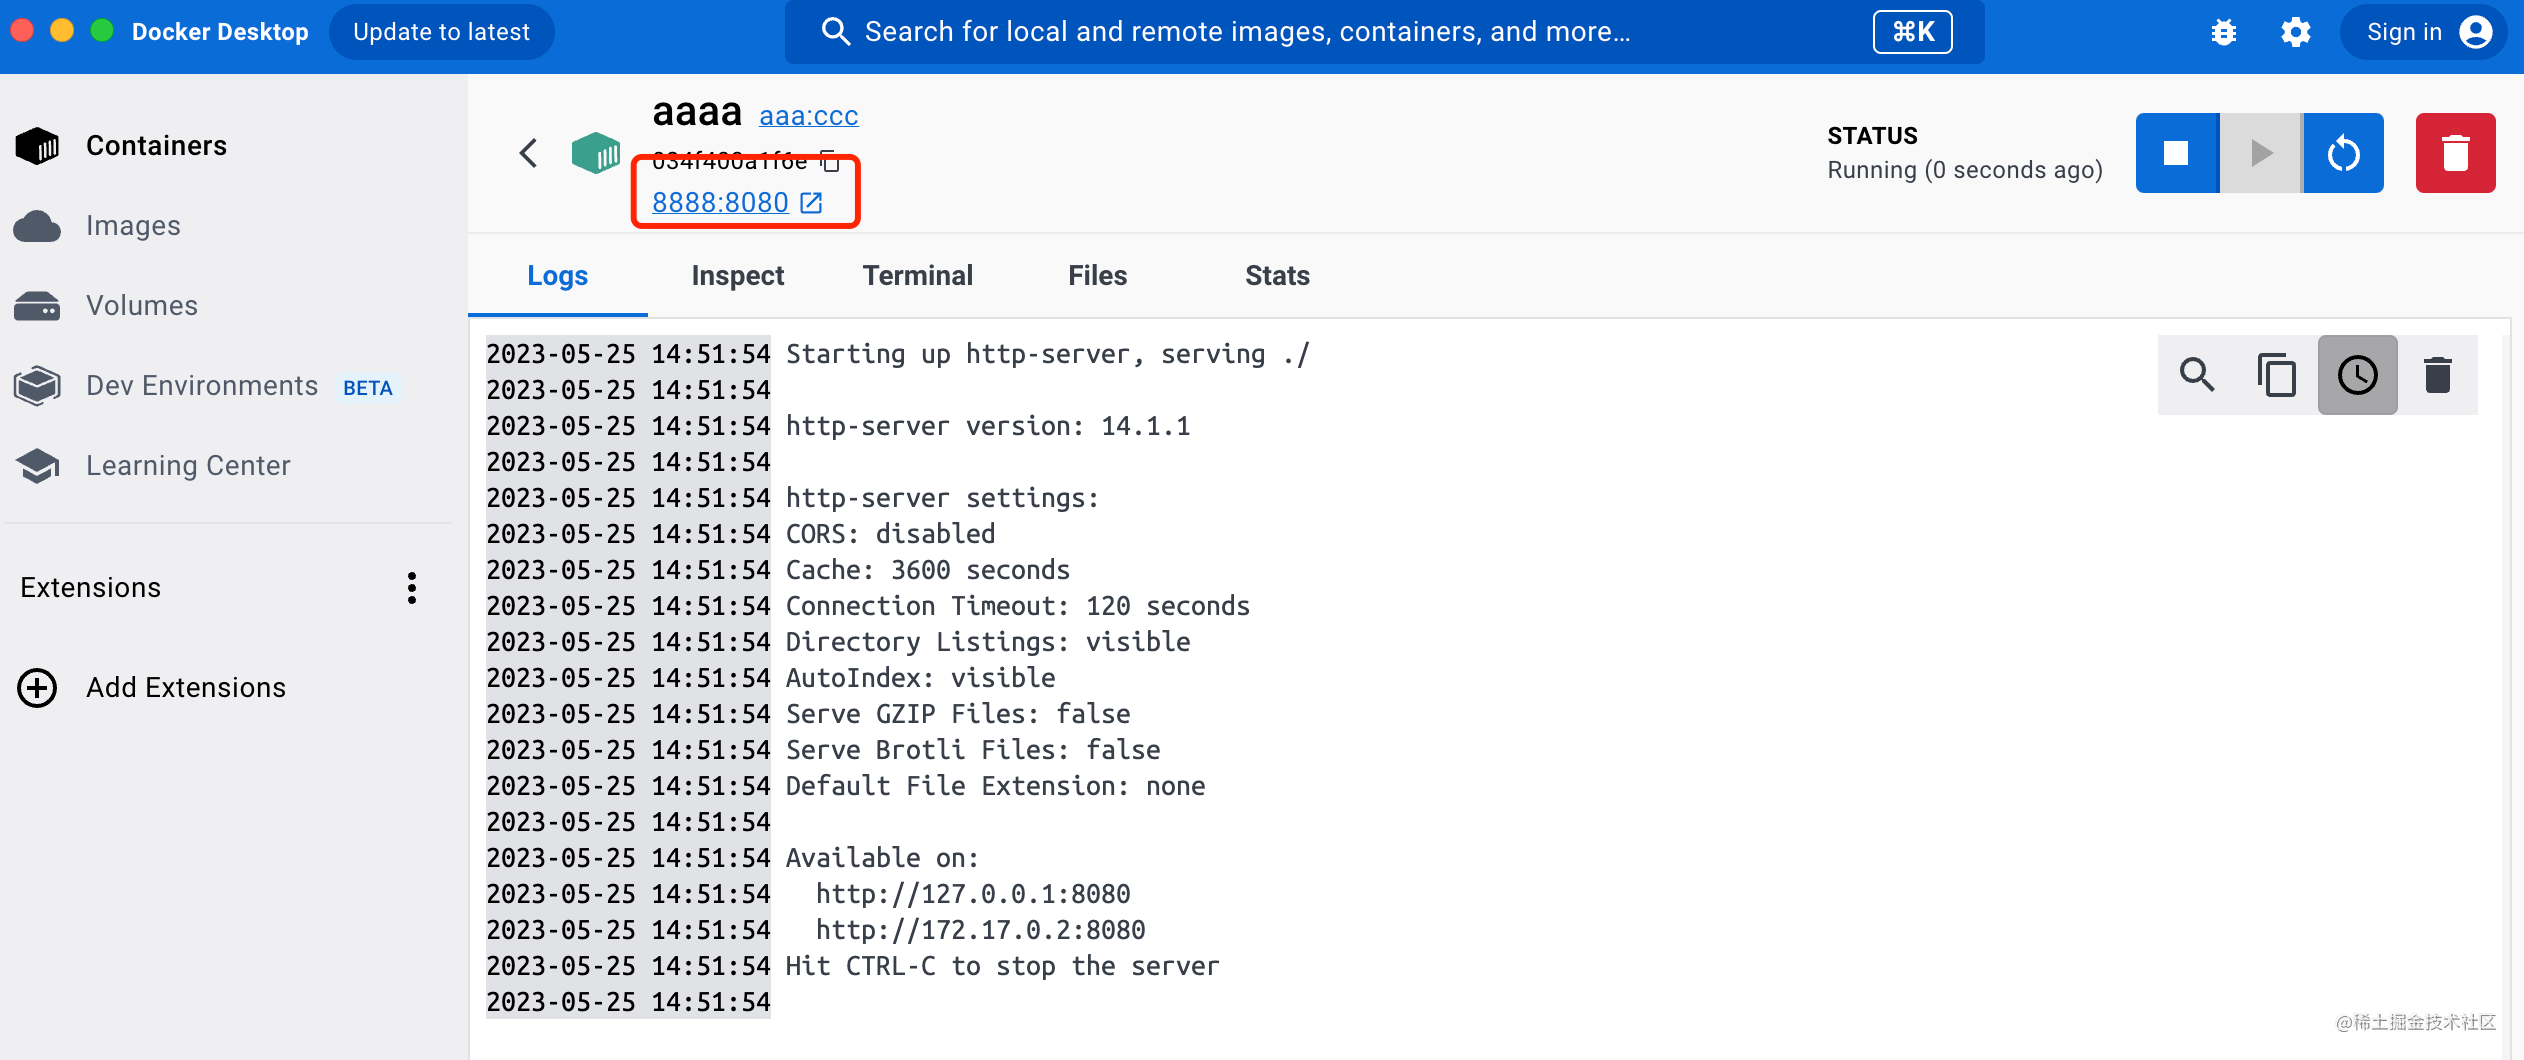 Docker Desktop Update to latest Search for local and remote images, containers, and more... ⌘K Sign in
Containers
Images
Volumes
Dev Environments BETA
Learning Center
Extensions
Add Extensions
aaaa aaa:ccc
034f400a1f6e
8888:8080
STATUS
Running (0 seconds ago)
Logs Inspect Terminal Files Stats
2023-05-25 14:51:54 Starting up http-server, serving ./
2023-05-25 14:51:54
2023-05-25 14:51:54 http-server version: 14.1.1
2023-05-25 14:51:54
2023-05-25 14:51:54 http-server settings:
2023-05-25 14:51:54 CORS: disabled
2023-05-25 14:51:54 Cache: 3600 seconds
2023-05-25 14:51:54 Connection Timeout: 120 seconds
2023-05-25 14:51:54 Directory Listings: visible
2023-05-25 14:51:54 AutoIndex: visible
2023-05-25 14:51:54 Serve GZIP Files: false
2023-05-25 14:51:54 Serve Brotli Files: false
2023-05-25 14:51:54 Default File Extension: none
2023-05-25 14:51:54
2023-05-25 14:51:54 Available on:
2023-05-25 14:51:54   http://127.0.0.1:8080
2023-05-25 14:51:54   http://172.17.0.2:8080
2023-05-25 14:51:54 Hit CTRL-C to stop the server
2023-05-25 14:51:54
@稀土掘金技术社区